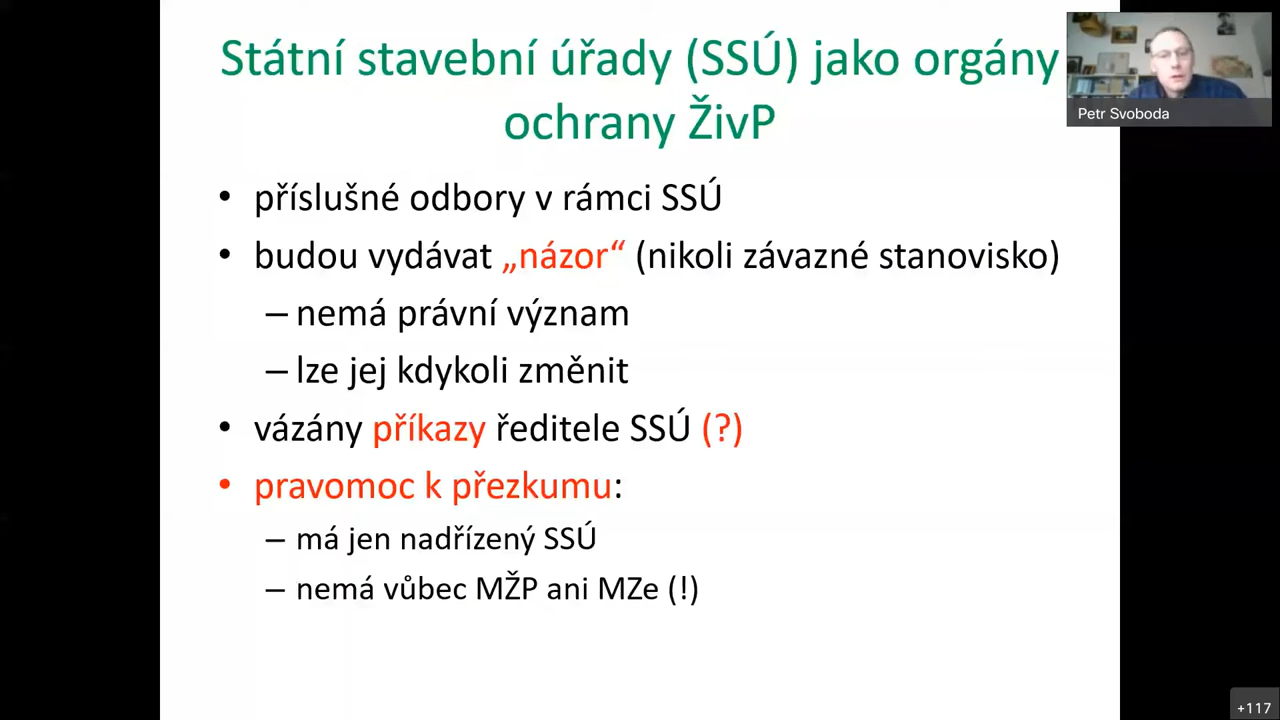 Státní stavební úřady (SSÚ) jako orgány
ochrany ŽivP
Petr Svoboda
• příslušné odbory v rámci SSÚ
• budou vydávat „názor“ (nikoli závazné stanovisko)
– nemá právní význam
– lze jej kdykoli změnit
• vázány příkazy ředitele SSÚ (?)
• pravomoc k přezkumu:
– má jen nadřízený SSÚ
– nemá vůbec MŽP ani MZe (!)
+117